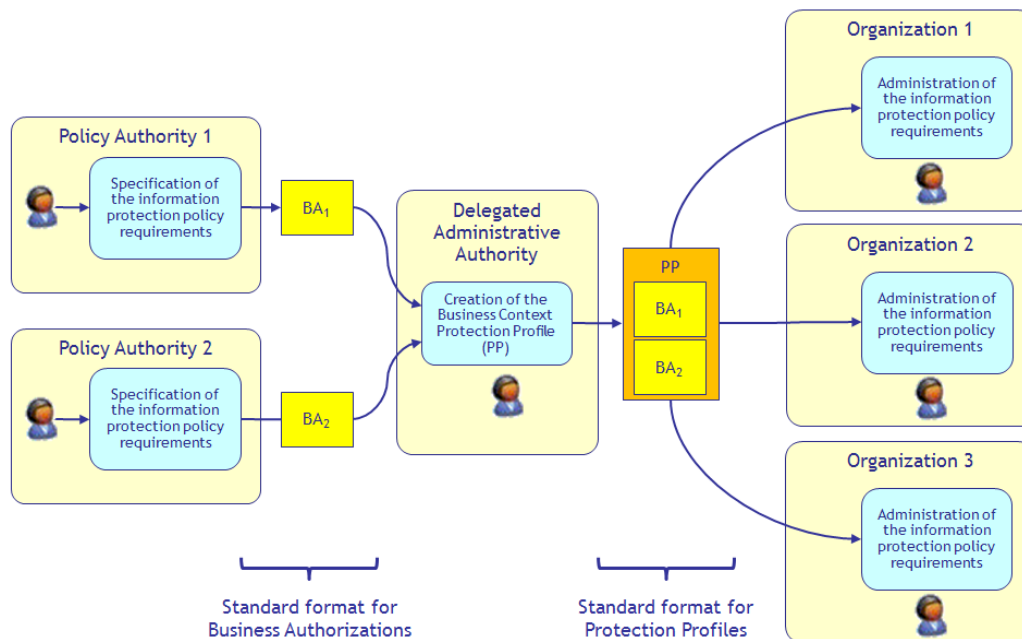 Policy Authority 1
Specification of
the information
protection policy
requirements
BA₁
Policy Authority 2
Specification of
the information
protection policy
requirements
BA₂
Delegated
Administrative
Authority
Creation of the
Business Context
Protection Profile
(PP)
PP
BA₁
BA₂
Organization 1
Administration of
the information
protection policy
requirements
Organization 2
Administration of
the information
protection policy
requirements
Organization 3
Administration of
the information
protection policy
requirements
Standard format for
Business Authorizations
Standard format for
Protection Profiles